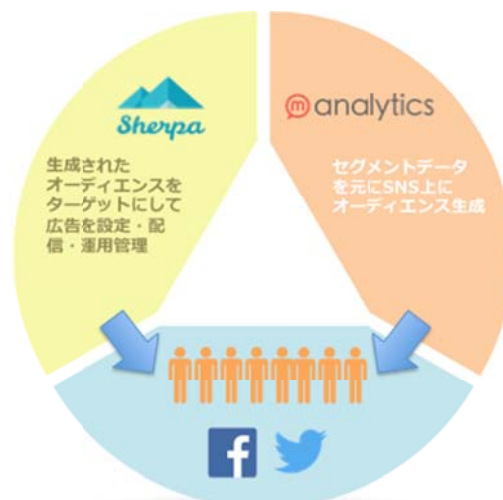 Sherpa
生成された
オーディエンスを
ターゲットにして
広告を設定・配
信・運用管理
m analytics
セグメントデータ
を元にSNS上に
オーディエンス生成
f